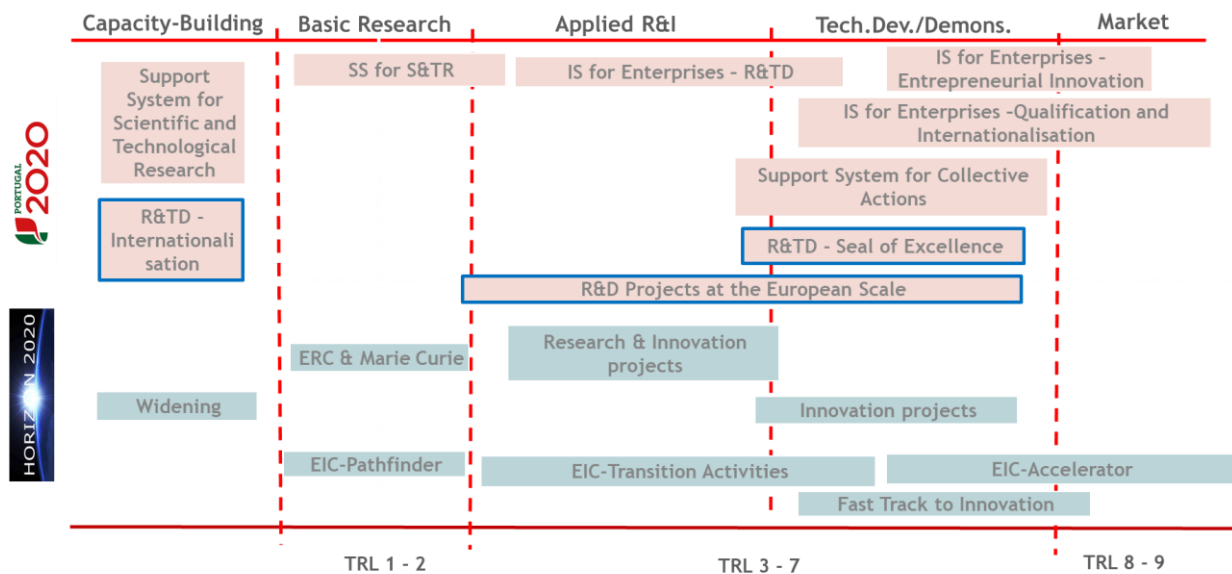 Capacity-Building
Basic Research
Applied R&I
Tech.Dev./Demons.
Market
Support
System for
Scientific and
Technological
Research
SS for S&TR
IS for Enterprises - R&TD
IS for Enterprises -
Entrepreneurial Innovation
IS for Enterprises -Qualification and
Internationalisation
Support System for Collective
Actions
PORTUGAL
2020
R&TD -
Internationali
sation
R&TD - Seal of Excellence
R&D Projects at the European Scale
HORIZON 2020
ERC & Marie Curie
Research & Innovation
projects
Widening
Innovation projects
EIC-Pathfinder
EIC-Transition Activities
EIC-Accelerator
Fast Track to Innovation
TRL 1 - 2
TRL 3 - 7
TRL 8 - 9